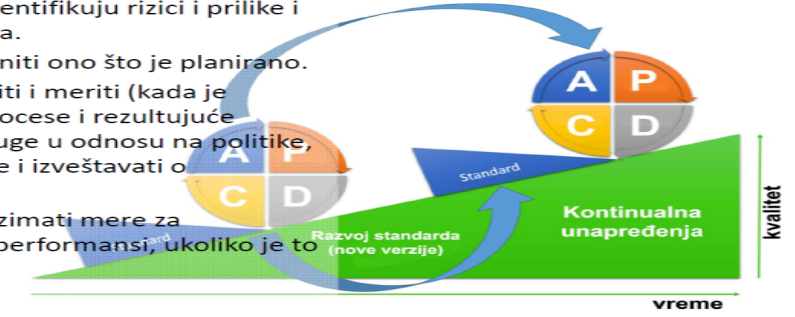 entifikuju rizici i prilike i
a.
niti ono što je planirano.
iti i meriti (kada je
ocese i rezultujuće
uge u odnosu na politike,
e i izveštavati o
zimati mere za
performansi, ukoliko je to
A P
C D
Standard
Razvoj standarda
(nove verzije)
A P
C D
Standard
Kontinualna
unapređenja
kvalitet
vreme